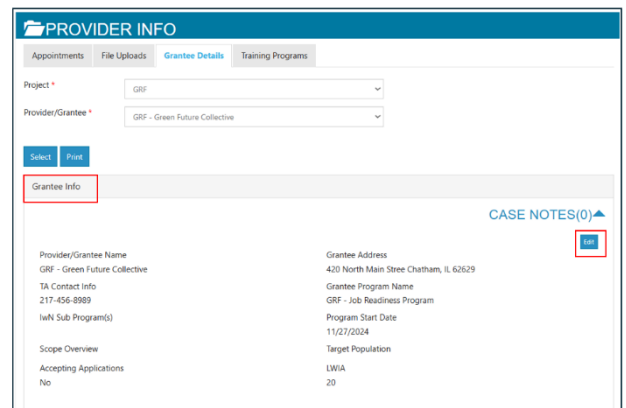 PROVIDER INFO
Appointments File Uploads Grantee Details Training Programs
Project * GRF
Provider/Grantee * GRF - Green Future Collective
Select Print
Grantee Info
CASE NOTES(0)
Edit
Provider/Grantee Name Grantee Address
GRF - Green Future Collective 420 North Main Stree Chatham, IL 62629
TA Contact Info Grantee Program Name
217-456-8989 GRF - Job Readiness Program
IwN Sub Program(s) Program Start Date
11/27/2024
Scope Overview Target Population
Accepting Applications LWIA
No 20